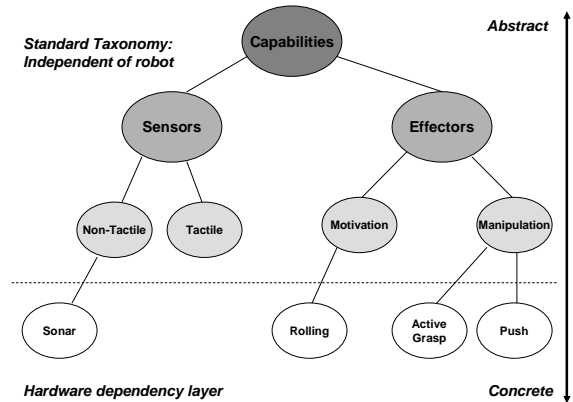 Standard Taxonomy:
Independent of robot
Capabilities
Abstract
Sensors
Effectors
Non-Tactile
Tactile
Motivation
Manipulation
Sonar
Rolling
Active
Grasp
Push
Hardware dependency layer
Concrete